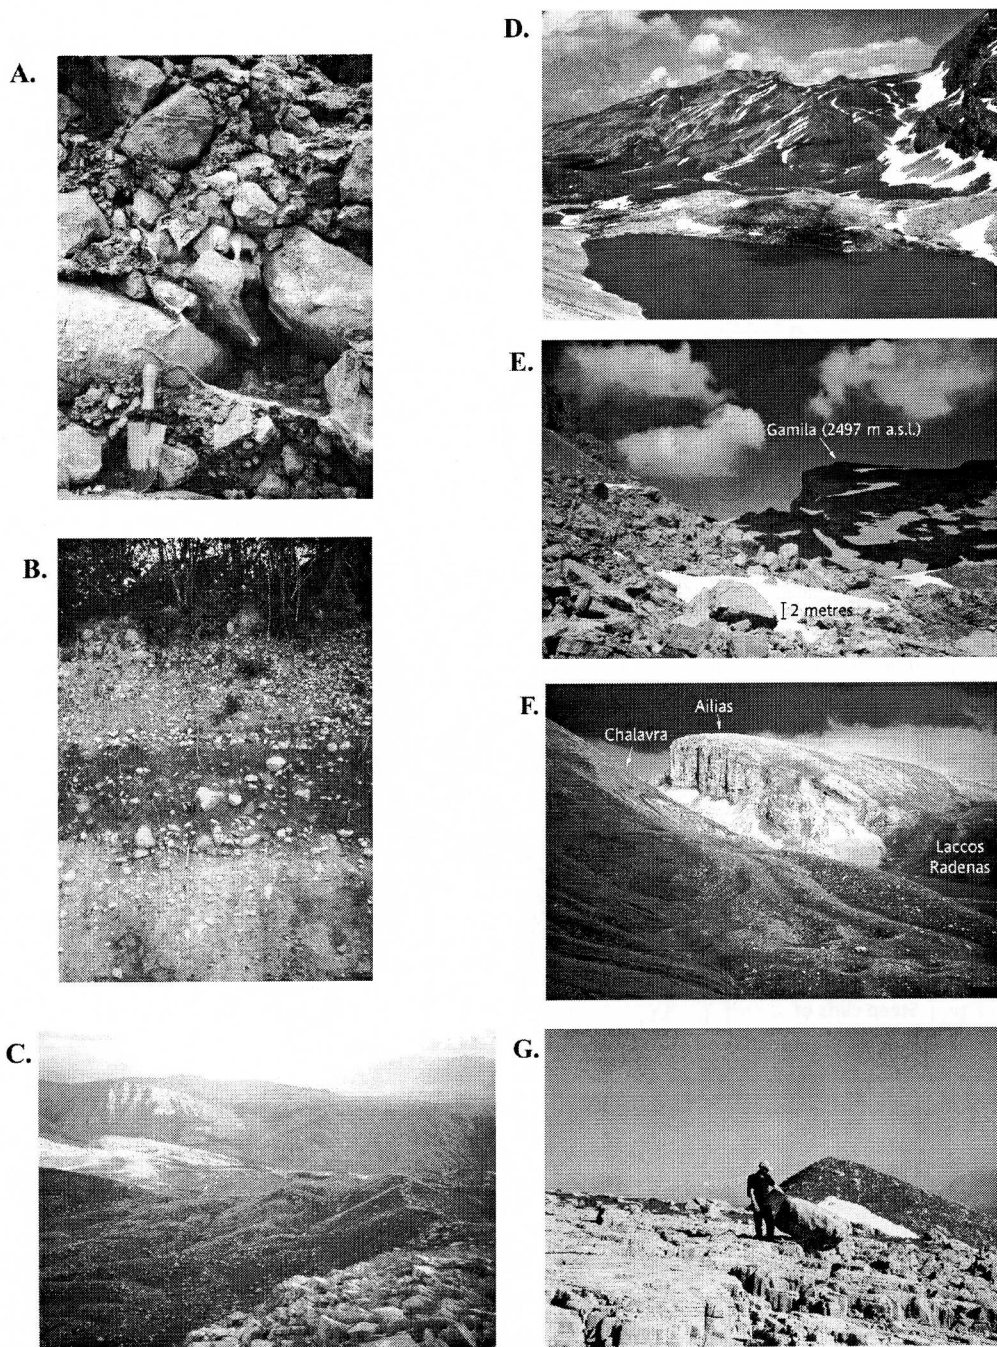 A.
B.
C.
D.
E.
Gamila (2497 m a.s.l.)
2 metres
F.
Ailias
Chalavra
Laccos
Radenas
G.